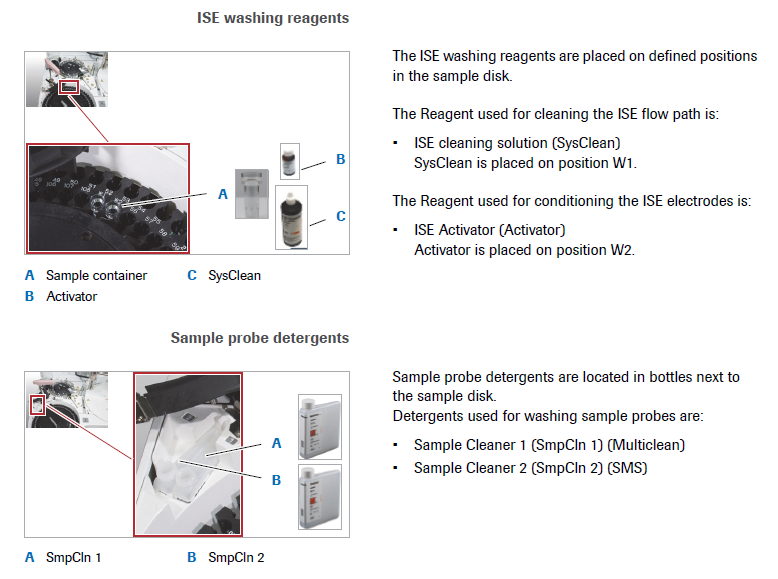 ISE washing reagents
The ISE washing reagents are placed on defined positions
in the sample disk.
The Reagent used for cleaning the ISE flow path is:
▪ ISE cleaning solution (SysClean)
SysClean is placed on position W1.
The Reagent used for conditioning the ISE electrodes is:
▪ ISE Activator (Activator)
Activator is placed on position W2.
A
B
C
A Sample container C SysClean
B Activator
Sample probe detergents
Sample probe detergents are located in bottles next to
the sample disk.
Detergents used for washing sample probes are:
▪ Sample Cleaner 1 (SmpCln 1) (Multiclean)
▪ Sample Cleaner 2 (SmpCln 2) (SMS)
A
B
A SmpCln 1 B SmpCln 2